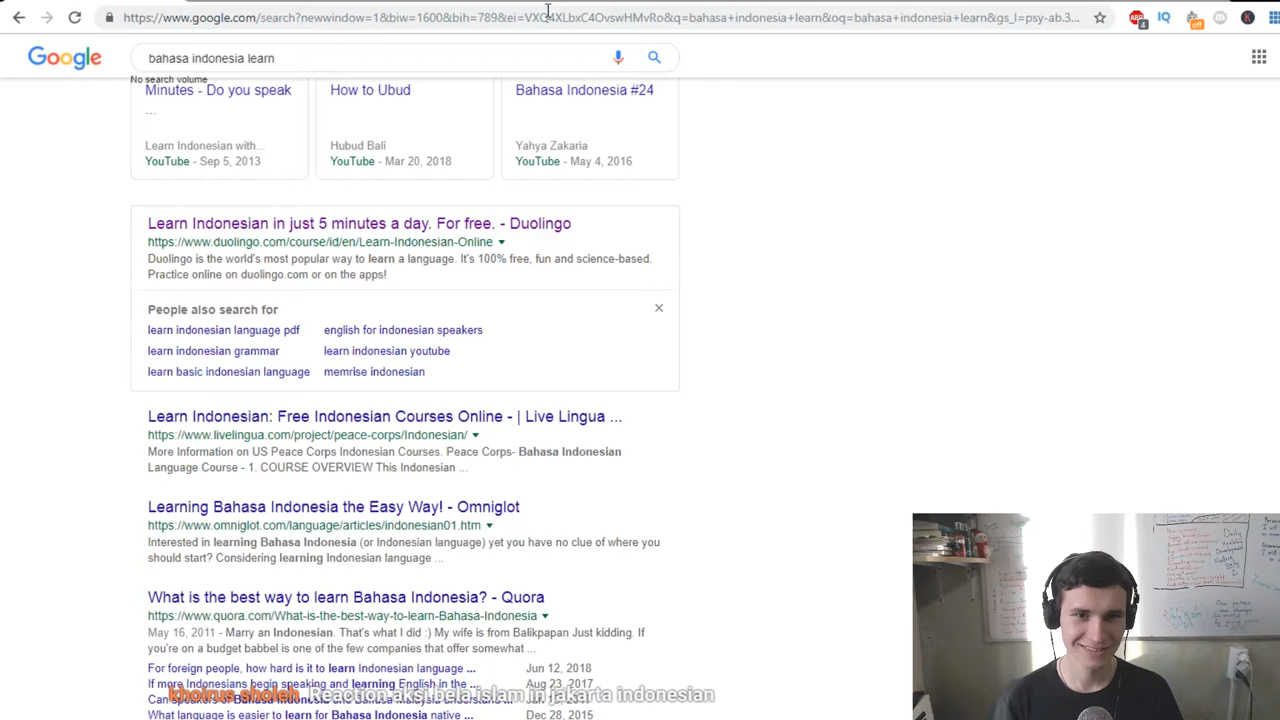 https://www.google.com/search?newwindow=1&biw=1600&bih=789&ei=VXG4XLbxC4OvswHMvRo&q=bahasa+indonesia+learn&oq=bahasa+indonesia+learn&gs_l=psy-ab.3...
4
IQ
off
K
Google
bahasa indonesia learn
No search volume
Minutes - Do you speak
...
Learn Indonesian with...
YouTube - Sep 5, 2013
How to Ubud
Hubud Bali
YouTube - Mar 20, 2018
Bahasa Indonesia #24
Yahya Zakaria
YouTube - May 4, 2016
Learn Indonesian in just 5 minutes a day. For free. - Duolingo
https://www.duolingo.com/course/id/en/Learn-Indonesian-Online
Duolingo is the world's most popular way to learn a language. It's 100% free, fun and science-based.
Practice online on duolingo.com or on the apps!
People also search for
learn indonesian language pdf
english for indonesian speakers
learn indonesian grammar
learn indonesian youtube
learn basic indonesian language
memrise indonesian
Learn Indonesian: Free Indonesian Courses Online - | Live Lingua ...
https://www.livelingua.com/project/peace-corps/Indonesian/
More Information on US Peace Corps Indonesian Courses. Peace Corps- Bahasa Indonesian
Language Course - 1. COURSE OVERVIEW This Indonesian ...
Learning Bahasa Indonesia the Easy Way! - Omniglot
https://www.omniglot.com/language/articles/indonesian01.htm
Interested in learning Bahasa Indonesia (or Indonesian language) yet you have no clue of where you
should start? Considering learning Indonesian language ...
What is the best way to learn Bahasa Indonesia? - Quora
https://www.quora.com/What-is-the-best-way-to-learn-Bahasa-Indonesia
May 16, 2011 - Marry an Indonesian. That's what I did :) My wife is from Balikpapan Just kidding. If
you're on a budget babbel is one of the few companies that offer somewhat ...
For foreign people, how hard is it to learn Indonesian language ...
Jun 12, 2018
If more Indonesians begin speaking and learning English in the ...
khoirus sholeh Reaction aksi bela islam in jakarta indonesian
What language is easier to learn for Bahasa Indonesia native ...
Dec 28, 2015
Daily